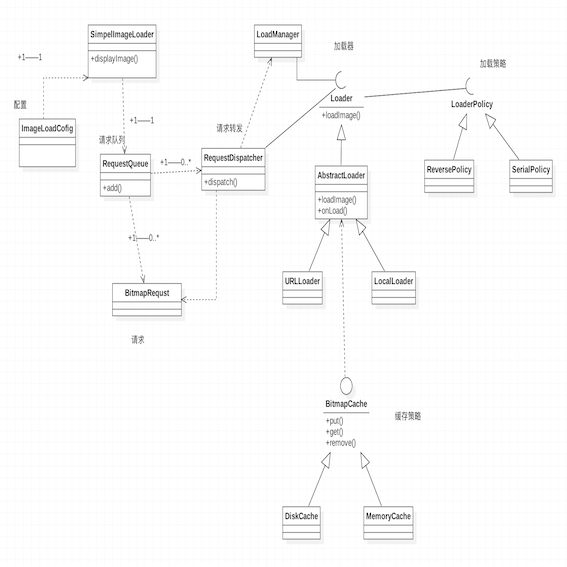 SimpelImageLoader
+displayImage()
LoadManager
加载器
+1——1
加载策略
Loader
+loadImage()
LoaderPolicy
配置
ImageLoadCofig
+1——1
请求队列
请求转发
RequestQueue
+add()
+1——0..*
RequestDispatcher
+dispatch()
AbstractLoader
+loadImage()
+onLoad()
ReversePolicy
SerialPolicy
+1——0..*
BitmapRequst
URLLoader
LocalLoader
请求
BitmapCache
+put()
+get()
+remove()
缓存策略
DiskCache
MemoryCache